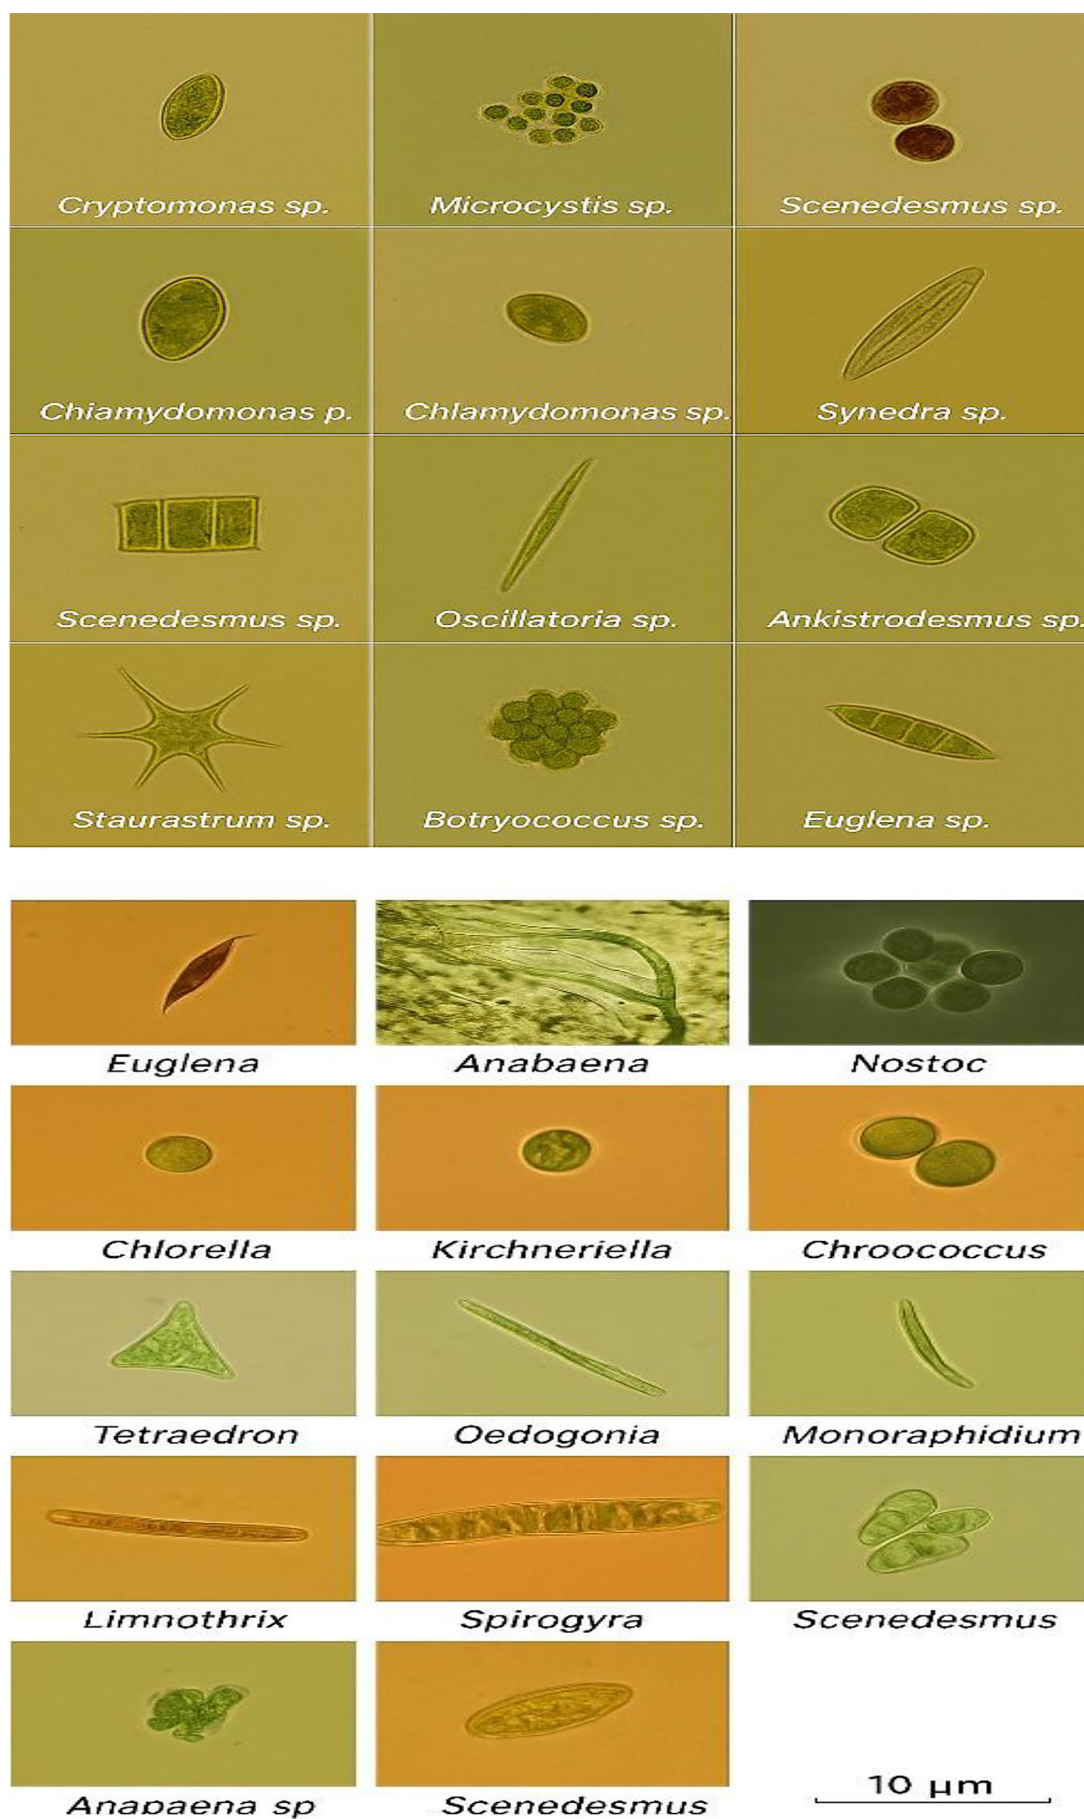 Cryptomonas sp.
Microcystis sp.
Scenedesmus sp.
Chiamydomonas p.
Chlamydomonas sp.
Synedra sp.
Scenedesmus sp.
Oscillatoria sp.
Ankistrodesmus sp.
Staurastrum sp.
Botryococcus sp.
Euglena sp.
Euglena
Anabaena
Nostoc
Chlorella
Kirchneriella
Chroococcus
Tetraedron
Oedogonia
Monoraphidium
Limnothrix
Spirogyra
Scenedesmus
Anabaena sp
Scenedesmus
10 μm